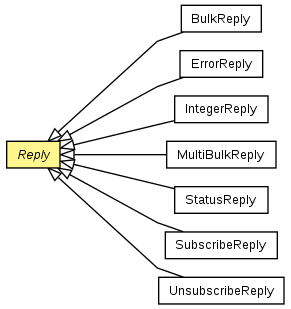 BulkReply
ErrorReply
IntegerReply
Reply
MultiBulkReply
StatusReply
SubscribeReply
UnsubscribeReply